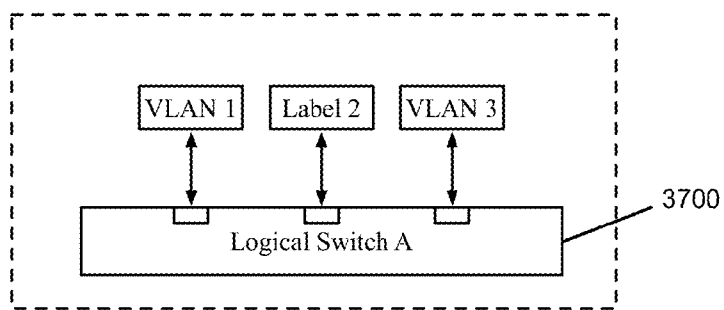 VLAN 1
Label 2
VLAN 3
3700
Logical Switch A